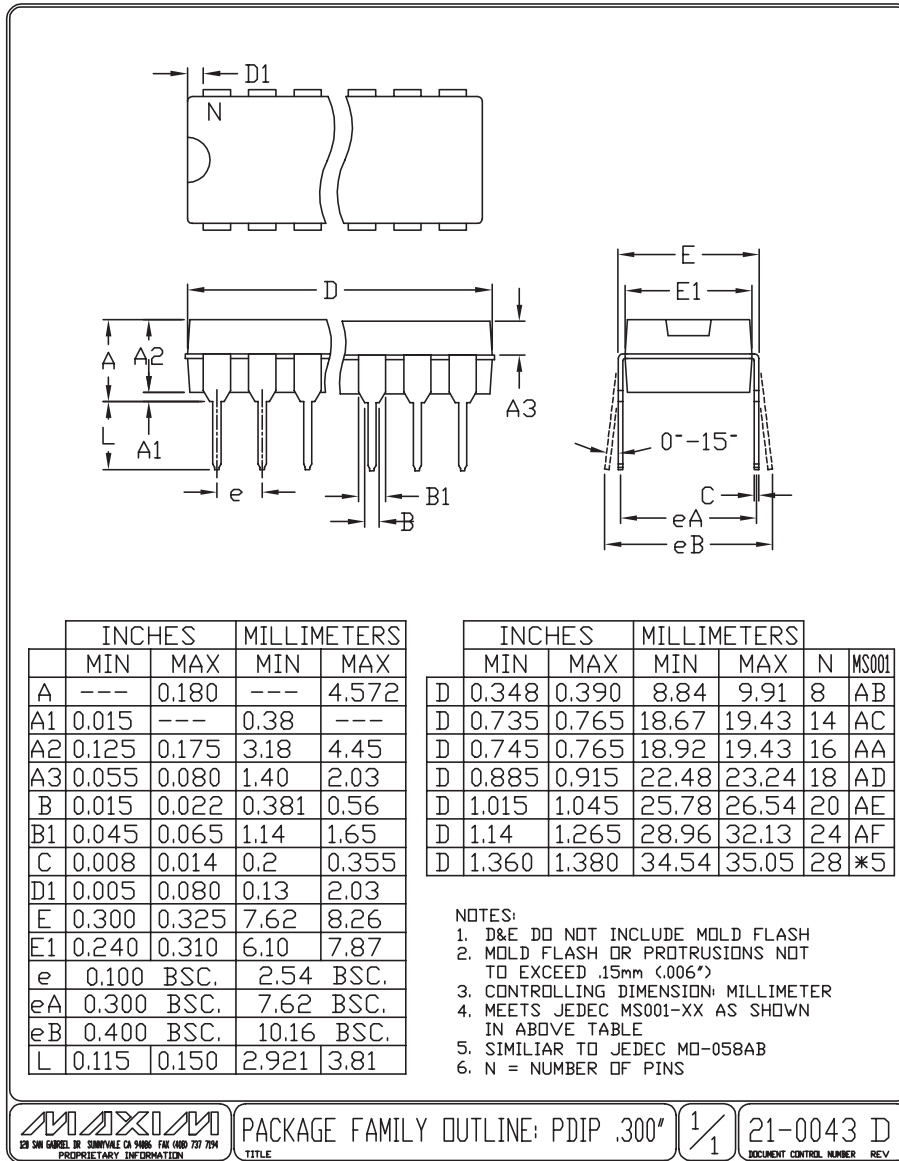 D1
N
D
E
E1
A
A2
A3
L
A1
0°-15°
e
B1
B
C
eA
eB
INCHES MILLIMETERS
MIN MAX MIN MAX
A --- 0.180 --- 4.572
A1 0.015 --- 0.38 ---
A2 0.125 0.175 3.18 4.45
A3 0.055 0.080 1.40 2.03
B 0.015 0.022 0.381 0.56
B1 0.045 0.065 1.14 1.65
C 0.008 0.014 0.2 0.355
D1 0.005 0.080 0.13 2.03
E 0.300 0.325 7.62 8.26
E1 0.240 0.310 6.10 7.87
e 0.100 BSC. 2.54 BSC.
eA 0.300 BSC. 7.62 BSC.
eB 0.400 BSC. 10.16 BSC.
L 0.115 0.150 2.921 3.81
INCHES MILLIMETERS
MIN MAX MIN MAX N MS001
D 0.348 0.390 8.84 9.91 8 AB
D 0.735 0.765 18.67 19.43 14 AC
D 0.745 0.765 18.92 19.43 16 AA
D 0.885 0.915 22.48 23.24 18 AD
D 1.015 1.045 25.78 26.54 20 AE
D 1.14 1.265 28.96 32.13 24 AF
D 1.360 1.380 34.54 35.05 28 *5
NOTES:
1. D&E DO NOT INCLUDE MOLD FLASH
2. MOLD FLASH OR PROTRUSIONS NOT
TO EXCEED .15mm (.006")
3. CONTROLLING DIMENSION: MILLIMETER
4. MEETS JEDEC MS001-XX AS SHOWN
IN ABOVE TABLE
5. SIMILIAR TO JEDEC MO-058AB
6. N = NUMBER OF PINS
MAXIM
120 SAN GABRIEL DR SUNNYVALE CA 94086 FAX (408) 737 7194
PROPRIETARY INFORMATION
PACKAGE FAMILY OUTLINE: PDIP .300"
TITLE
1/1
21-0043 D
DOCUMENT CONTROL NUMBER REV